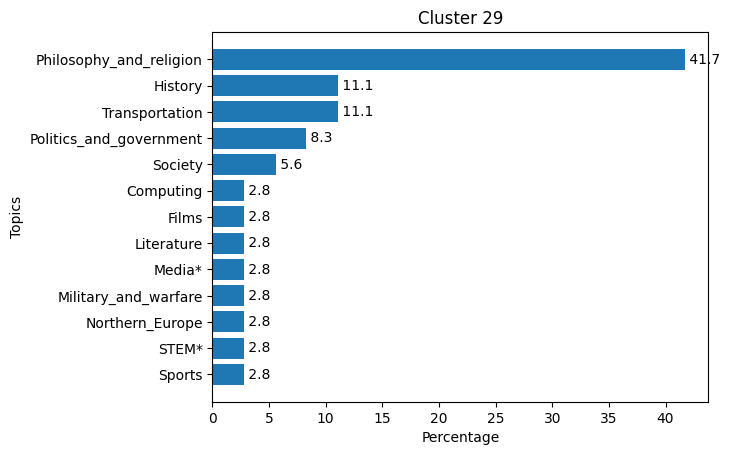 Cluster 29
Topics
Philosophy_and_religion 41.7
History 11.1
Transportation 11.1
Politics_and_government 8.3
Society 5.6
Computing 2.8
Films 2.8
Literature 2.8
Media* 2.8
Military_and_warfare 2.8
Northern_Europe 2.8
STEM* 2.8
Sports 2.8
0 5 10 15 20 25 30 35 40
Percentage